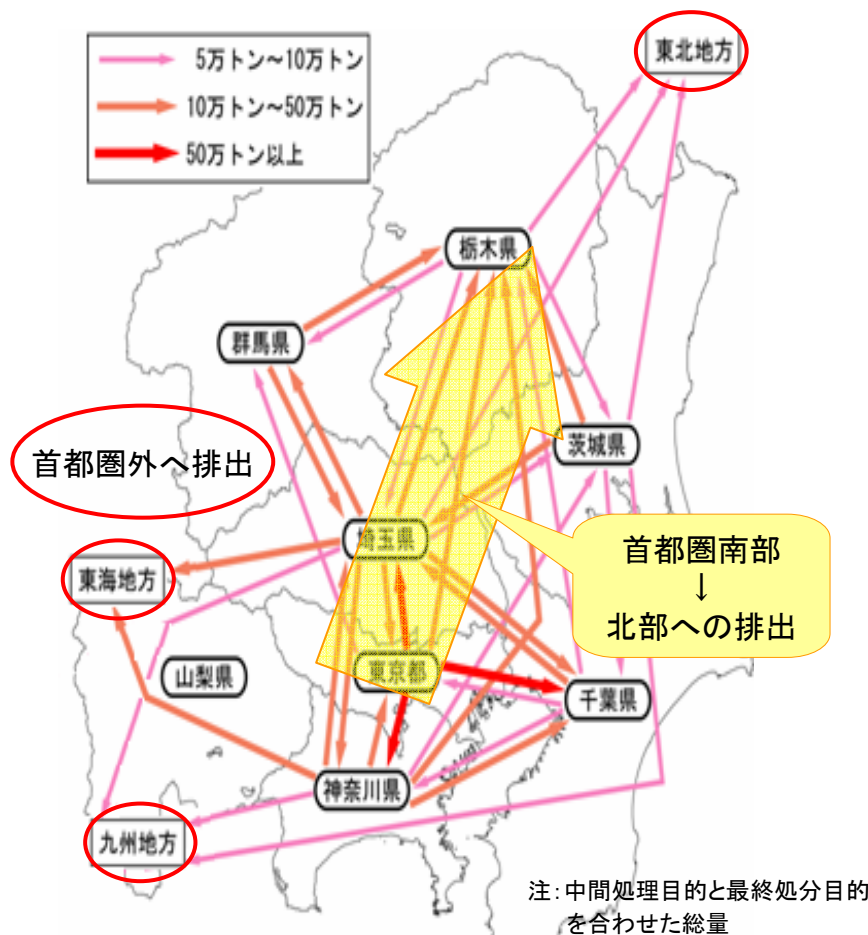 5万トン～10万トン
10万トン～50万トン
50万トン以上
東北地方
栃木県
群馬県
茨城県
首都圏外へ排出
埼玉県
首都圏南部
↓
北部への排出
東海地方
山梨県
東京都
千葉県
神奈川県
九州地方
注：中間処理目的と最終処分目的
を合わせた総量